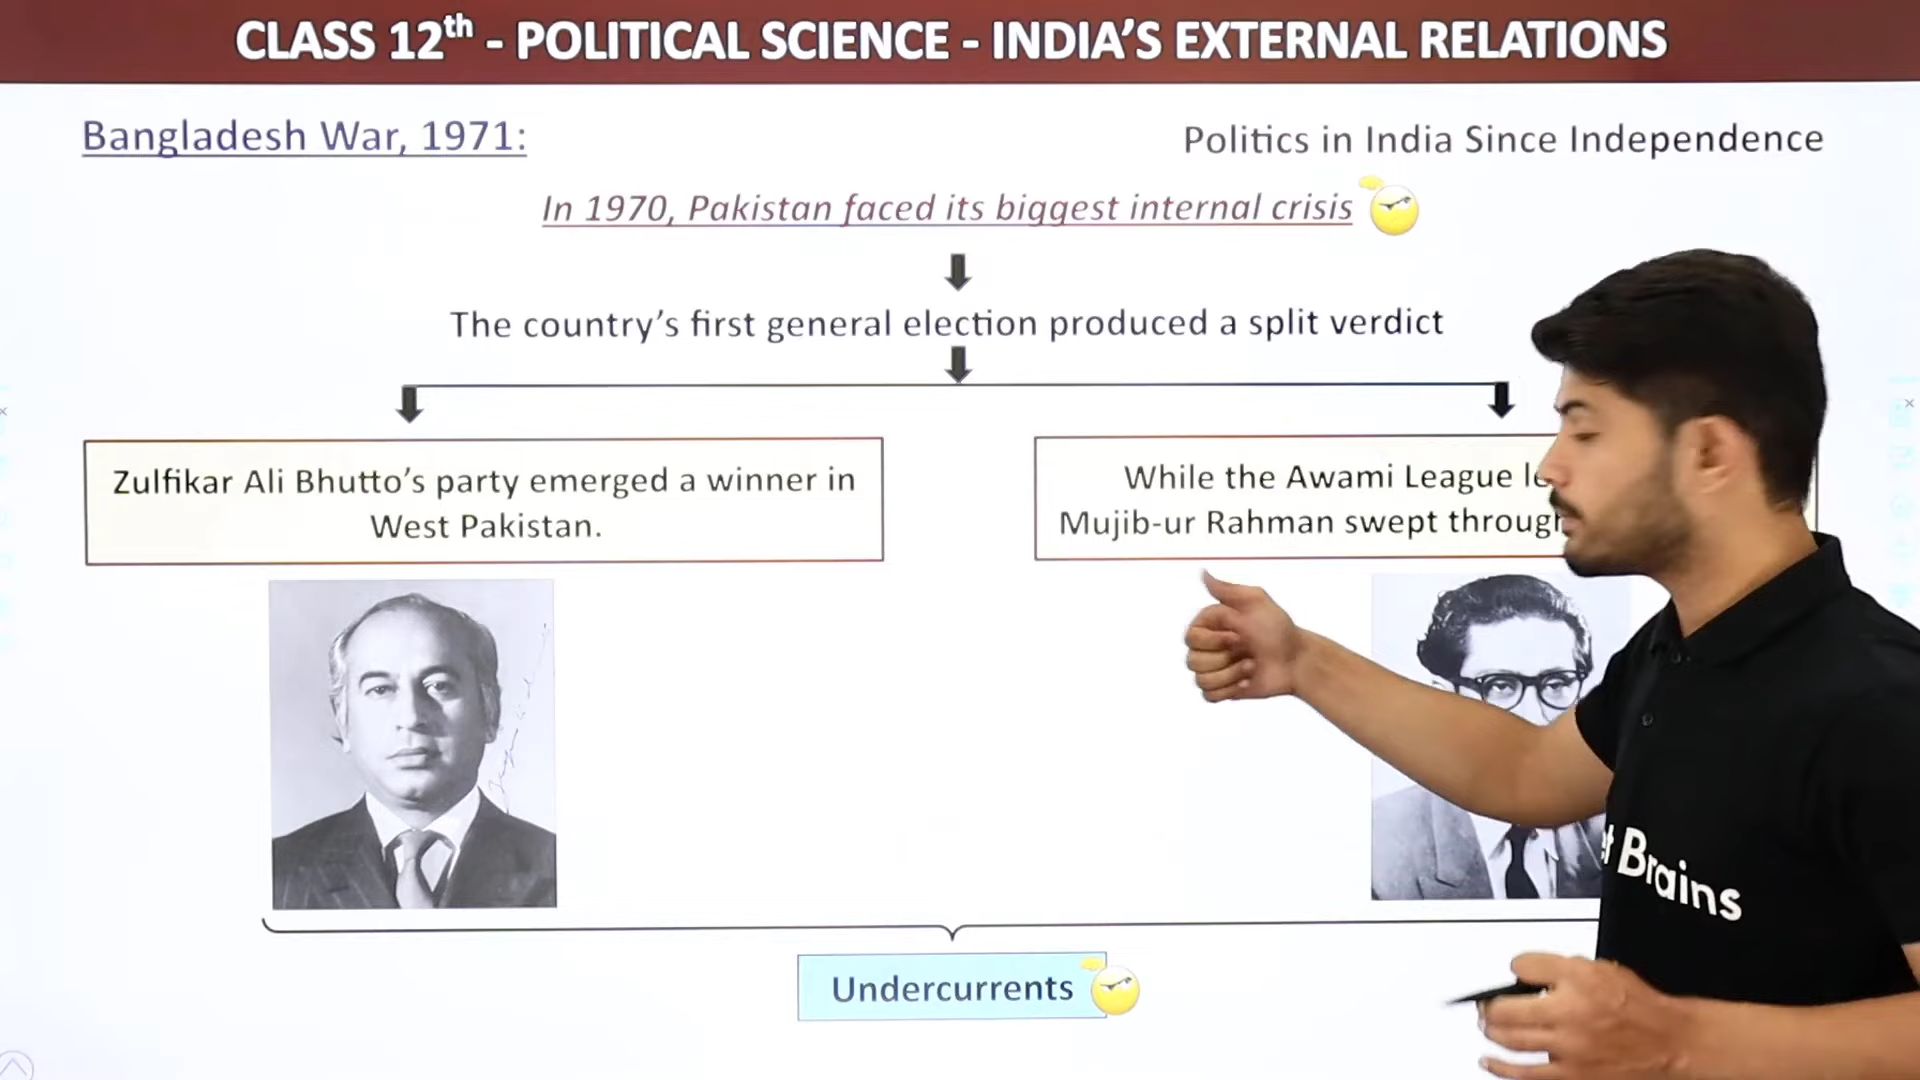 CLASS 12th - POLITICAL SCIENCE - INDIA’S EXTERNAL RELATIONS
Bangladesh War, 1971:
Politics in India Since Independence
In 1970, Pakistan faced its biggest internal crisis
The country’s first general election produced a split verdict
Zulfikar Ali Bhutto’s party emerged a winner in
West Pakistan.
While the Awami League
Mujib-ur Rahman swept through
Undercurrents
Brains